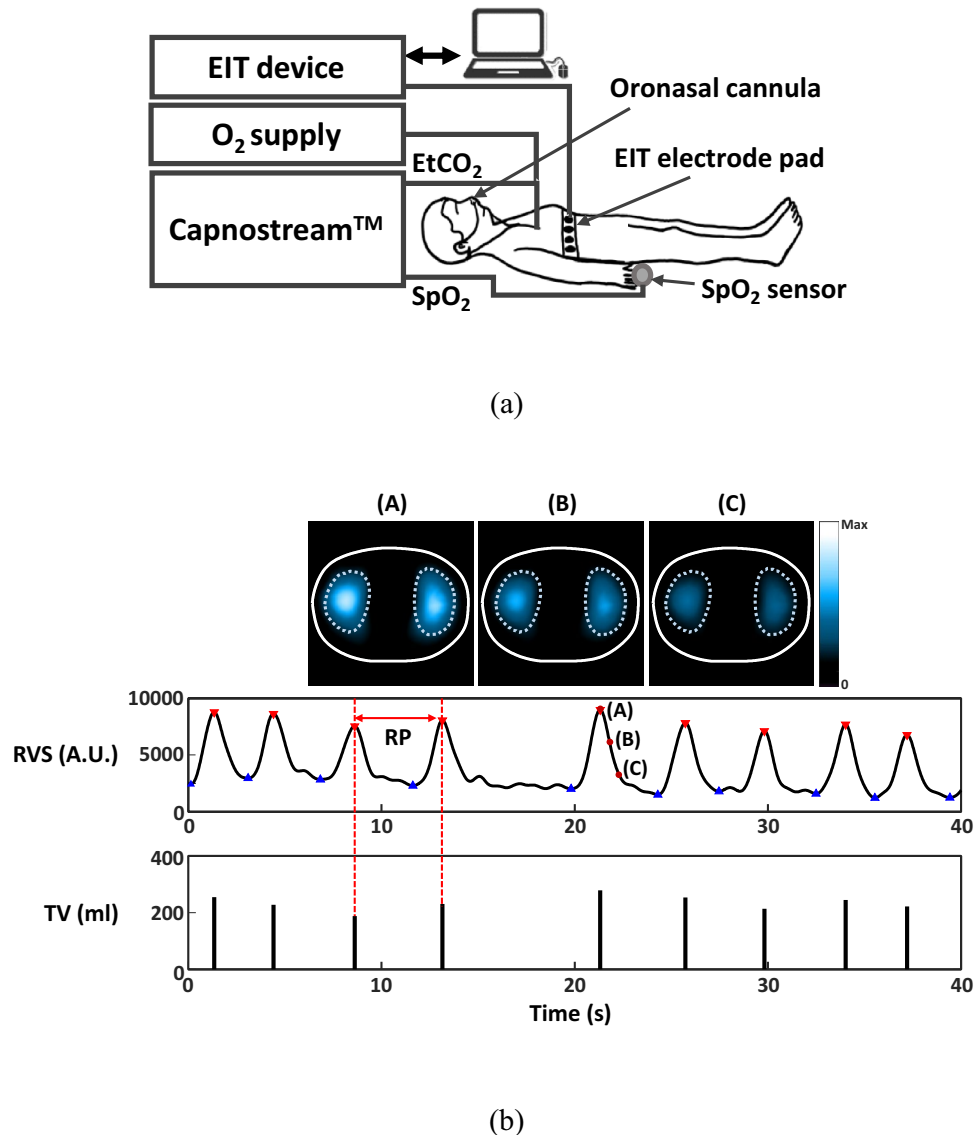 EIT device
O2 supply
Capnostream™
EtCO2
SpO2
Oronasal cannula
EIT electrode pad
SpO2 sensor
(a)
(A) (B) (C)
Max
0
10000
5000
0
RVS (A.U.)
RP
(A)
(B)
(C)
0 10 20 30 40
400
200
0
TV (ml)
0 10 20 30 40
Time (s)
(b)